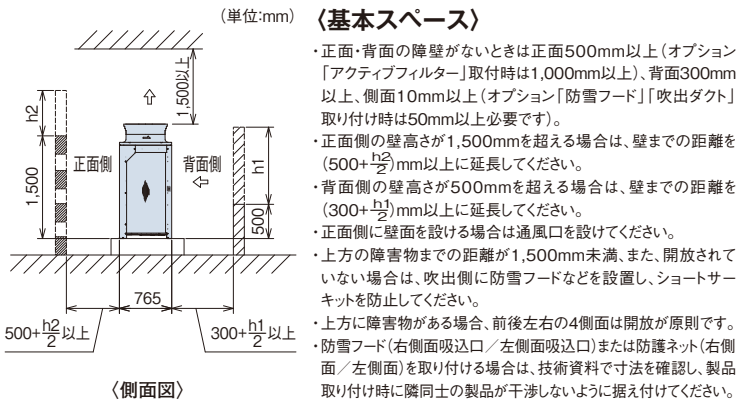 (単位:mm)
1,500以上
h2
1,500
正面側
背面側
h1
500
765
500+h2/2以上
300+h1/2以上
〈側面図〉
〈基本スペース〉
・正面・背面の障壁がないときは正面500mm以上(オプション
「アクティブフィルター」取付時は1,000mm以上)、背面300mm
以上、側面10mm以上(オプション「防雪フード」「吹出ダクト」
取り付け時は50mm以上必要です)。
・正面側の壁高さが1,500mmを超える場合は、壁までの距離を
(500+h2/2)mm以上に延長してください。
・背面側の壁高さが500mmを超える場合は、壁までの距離を
(300+h1/2)mm以上に延長してください。
・正面側に壁面を設ける場合は通風口を設けてください。
・上方の障害物までの距離が1,500mm未満、また、開放されて
いない場合は、吹出側に防雪フードなどを設置し、ショートサー
キットを防止してください。
・上方に障害物がある場合、前後左右の4側面は開放が原則です。
・防雪フード(右側面吸込口/左側面吸込口)または防護ネット(右側
面/左側面)を取り付ける場合は、技術資料で寸法を確認し、製品
取り付け時に隣同士の製品が干渉しないように据え付けてください。